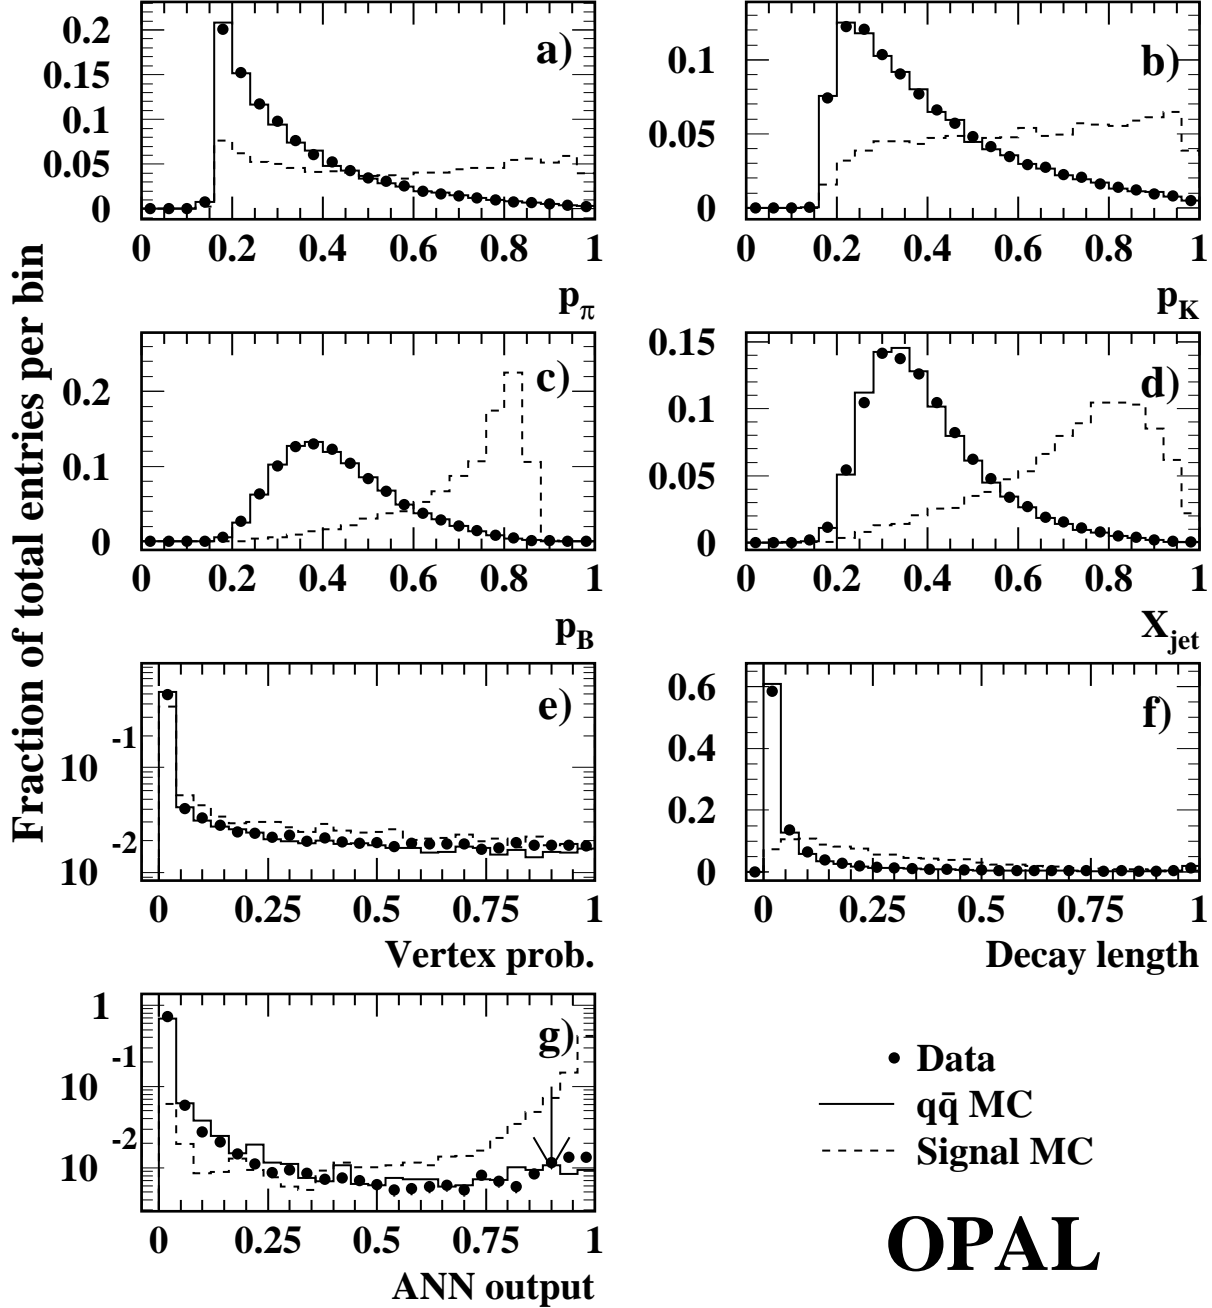 Fraction of total entries per bin
a)
0.2
0.15
0.1
0.05
0
0 0.2 0.4 0.6 0.8 1
pπ
b)
0.1
0.05
0
0 0.2 0.4 0.6 0.8 1
pK
c)
0.2
0.1
0
0 0.2 0.4 0.6 0.8 1
pB
d)
0.15
0.1
0.05
0
0 0.2 0.4 0.6 0.8 1
Xjet
e)
10 -1
10 -2
0 0.25 0.5 0.75 1
Vertex prob.
f)
0.6
0.4
0.2
0
0 0.25 0.5 0.75 1
Decay length
g)
1
10 -1
10 -2
0 0.25 0.5 0.75 1
ANN output
Data
qq̄ MC
Signal MC
OPAL